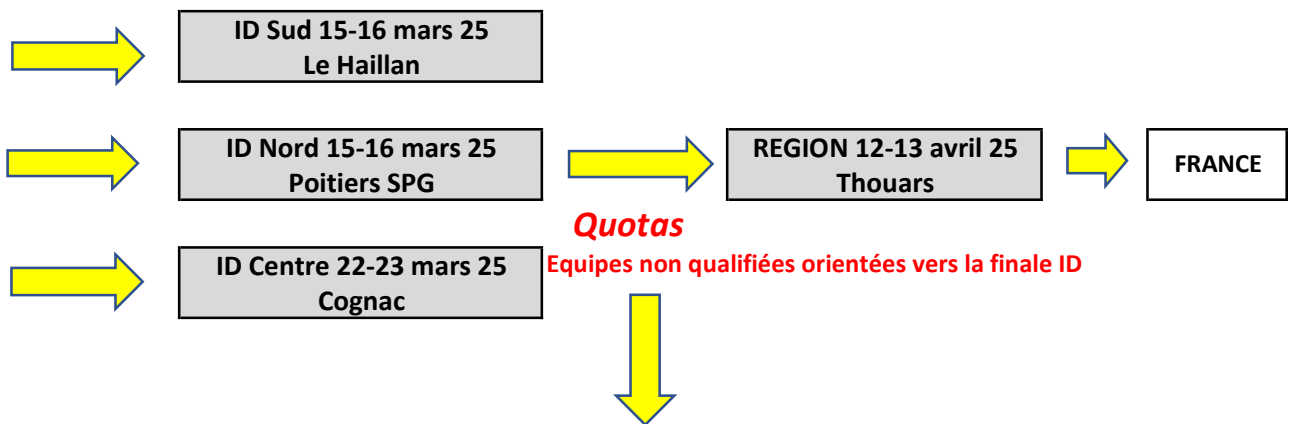 ID Sud 15-16 mars 25
Le Haillan
ID Nord 15-16 mars 25
Poitiers SPG
REGION 12-13 avril 25
Thouars
FRANCE
Quotas
Equipes non qualifiées orientées vers la finale ID
ID Centre 22-23 mars 25
Cognac